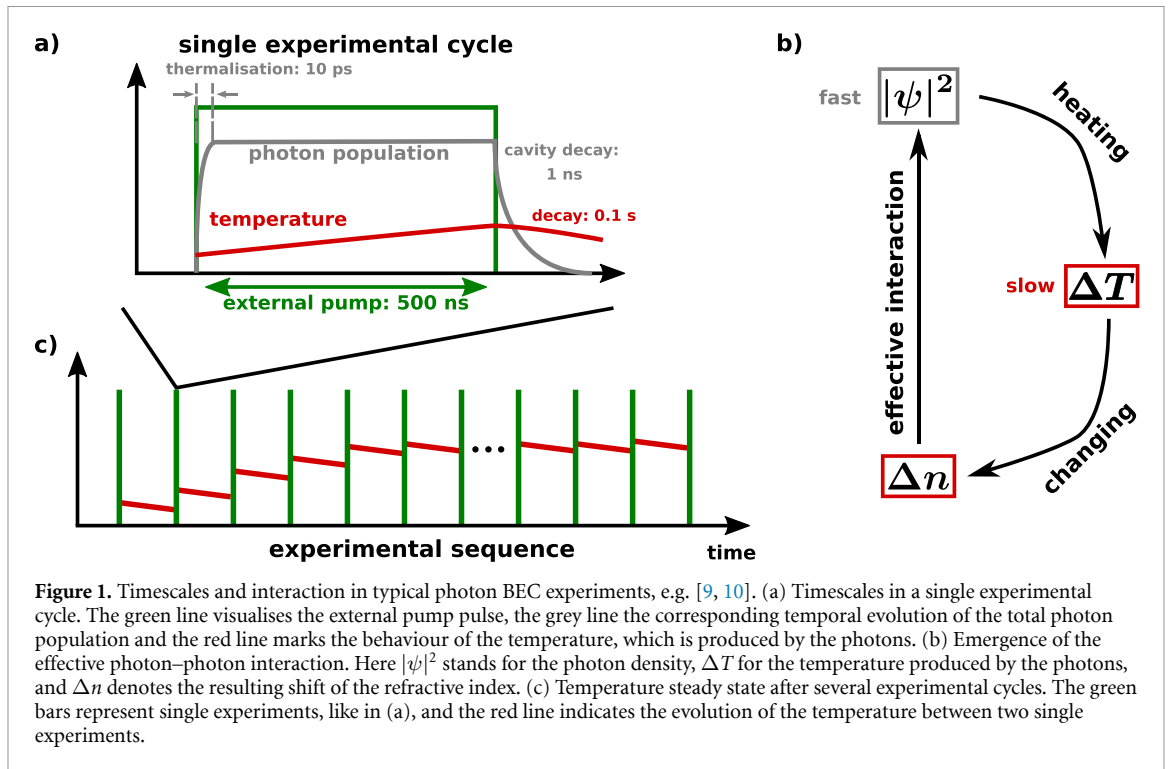 a)
single experimental cycle
thermalisation: 10 ps
photon population
cavity decay:
1 ns
temperature
decay: 0.1 s
external pump: 500 ns
b)
fast
|ψ|²
heating
slow
ΔT
changing
Δn
effective interaction
c)
...
experimental sequence
time
Figure 1. Timescales and interaction in typical photon BEC experiments, e.g. [9, 10]. (a) Timescales in a single experimental
cycle. The green line visualises the external pump pulse, the grey line the corresponding temporal evolution of the total photon
population and the red line marks the behaviour of the temperature, which is produced by the photons. (b) Emergence of the
effective photon–photon interaction. Here |ψ|² stands for the photon density, ΔT for the temperature produced by the photons,
and Δn denotes the resulting shift of the refractive index. (c) Temperature steady state after several experimental cycles. The green
bars represent single experiments, like in (a), and the red line indicates the evolution of the temperature between two single
experiments.